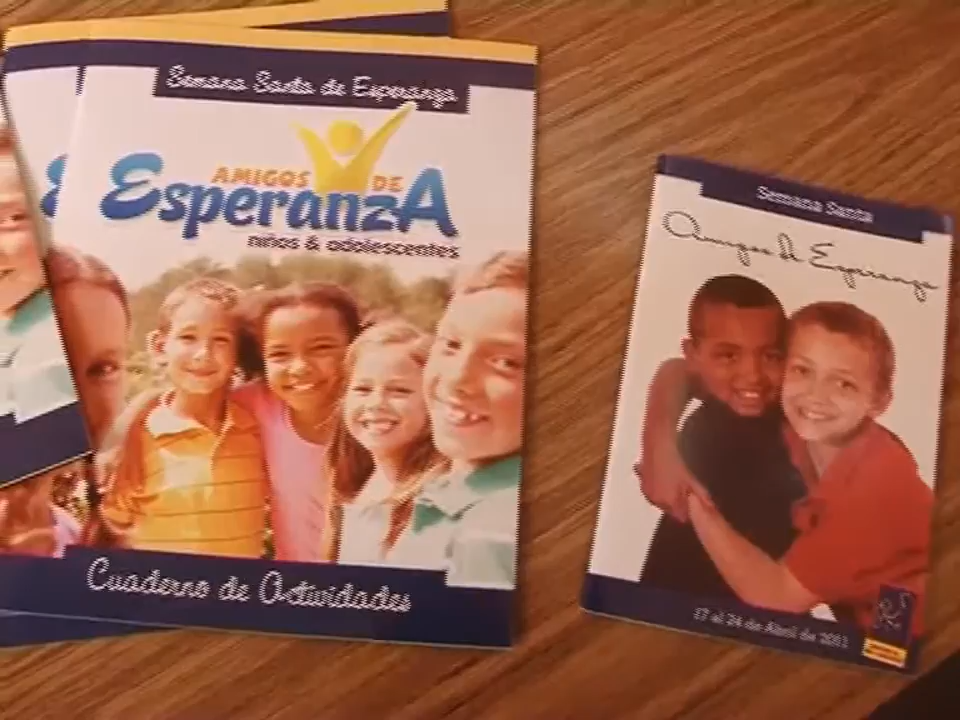 Semana Santa de Esperanza
AMIGOS DE
EsperanzA
niños & adolescentes
Cuaderno de Actividades
Semana Santa
Amigos de Esperanza
17 al 24 de Abril de 2011